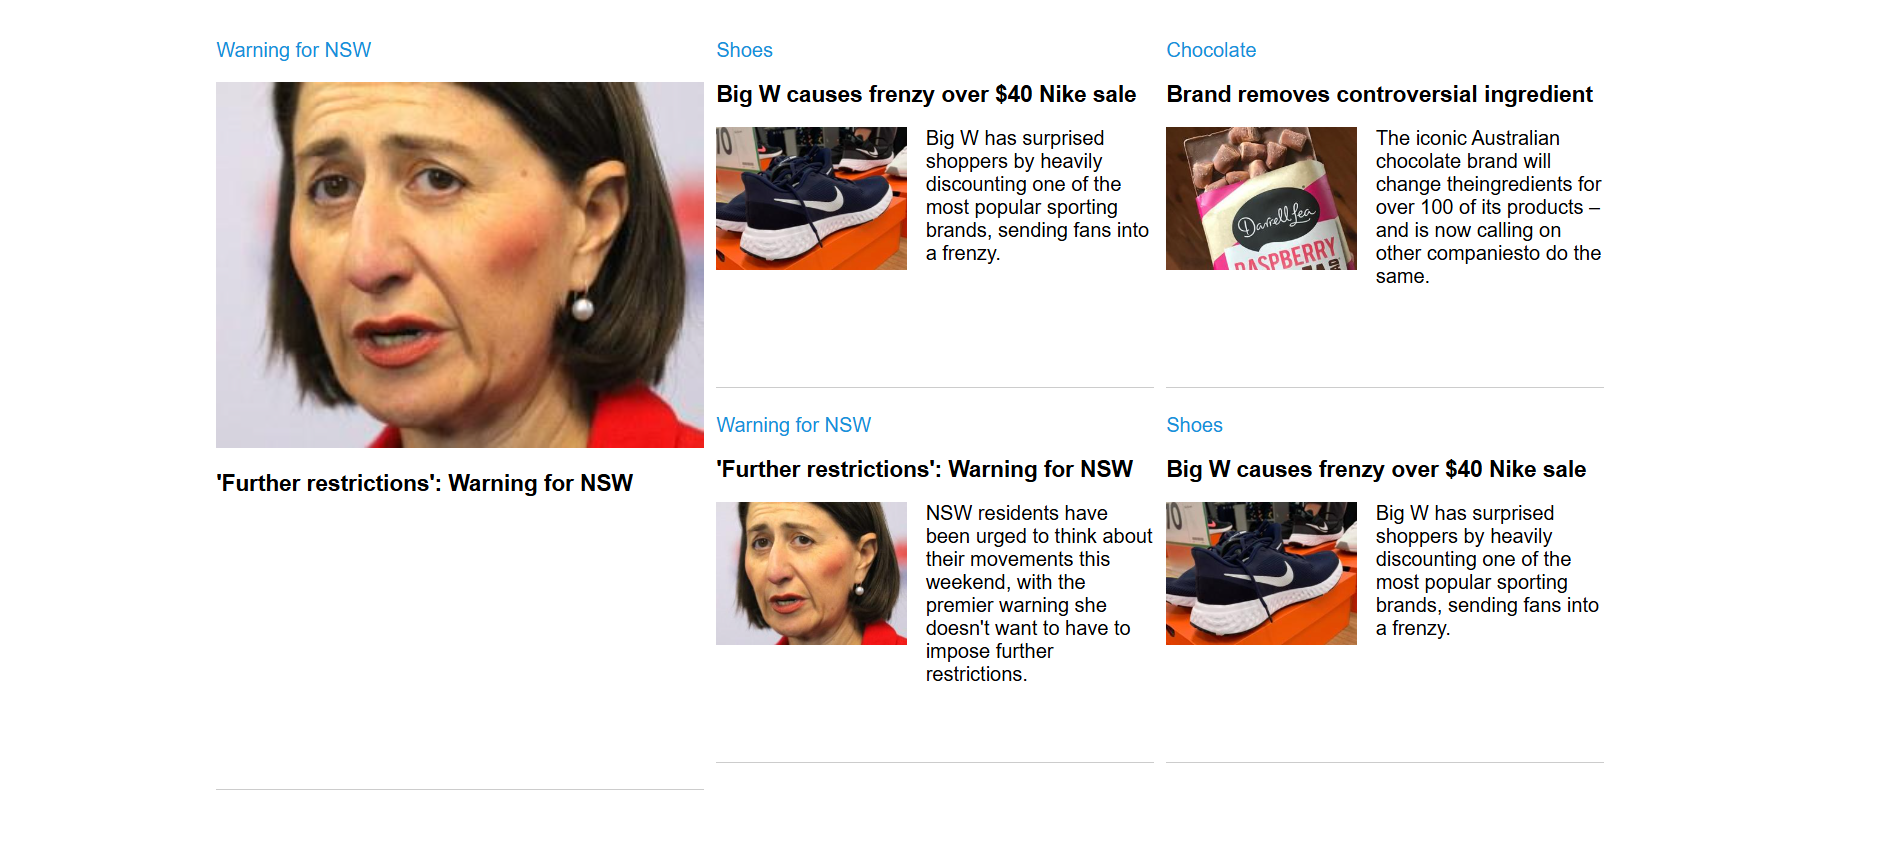 Warning for NSW
'Further restrictions': Warning for NSW
Shoes
Big W causes frenzy over $40 Nike sale
10
Big W has surprised
shoppers by heavily
discounting one of the
most popular sporting
brands, sending fans into
a frenzy.
Chocolate
Brand removes controversial ingredient
Darrell Lea
RASPBERRY
The iconic Australian
chocolate brand will
change theingredients for
over 100 of its products –
and is now calling on
other companiesto do the
same.
Warning for NSW
'Further restrictions': Warning for NSW
NSW residents have
been urged to think about
their movements this
weekend, with the
premier warning she
doesn't want to have to
impose further
restrictions.
Shoes
Big W causes frenzy over $40 Nike sale
10
Big W has surprised
shoppers by heavily
discounting one of the
most popular sporting
brands, sending fans into
a frenzy.